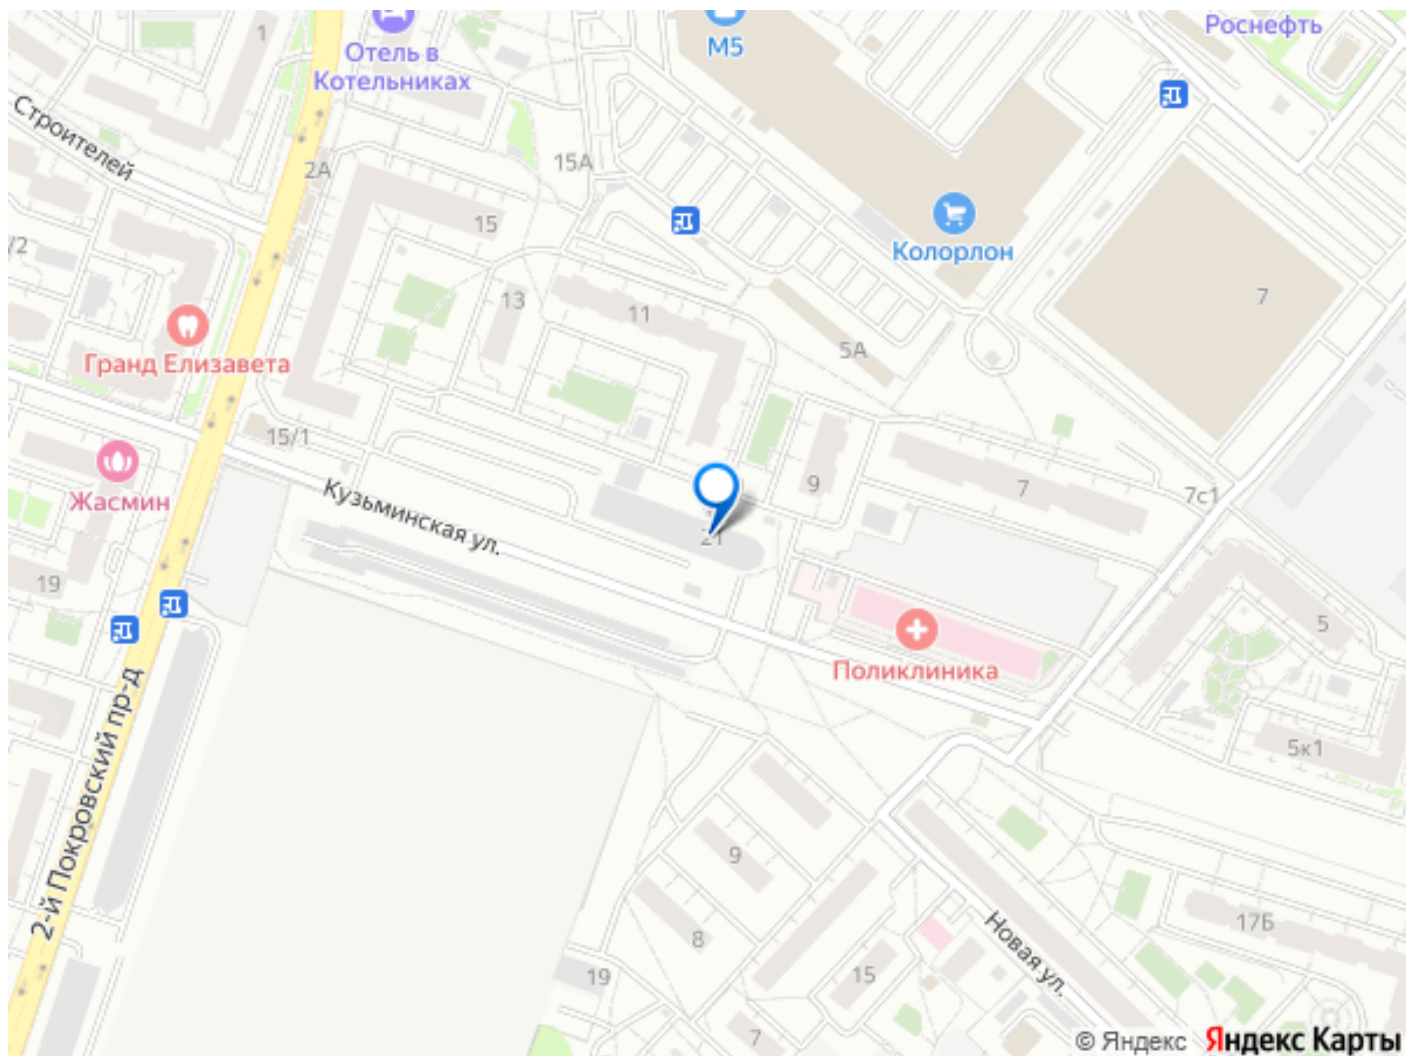 1
Отель в
Котельниках
М5
Роснефть
Строителей
2А
15А
15
/2
Колорлон
7
13
11
5А
Гранд Елизавета
15/1
Жасмин
Кузьминская ул.
9
7
7с1
21
19
5
Поликлиника
2-й Покровский пр-д
5к1
9
8
17Б
Новая ул.
19
15
7
© Яндекс Яндекс Карты